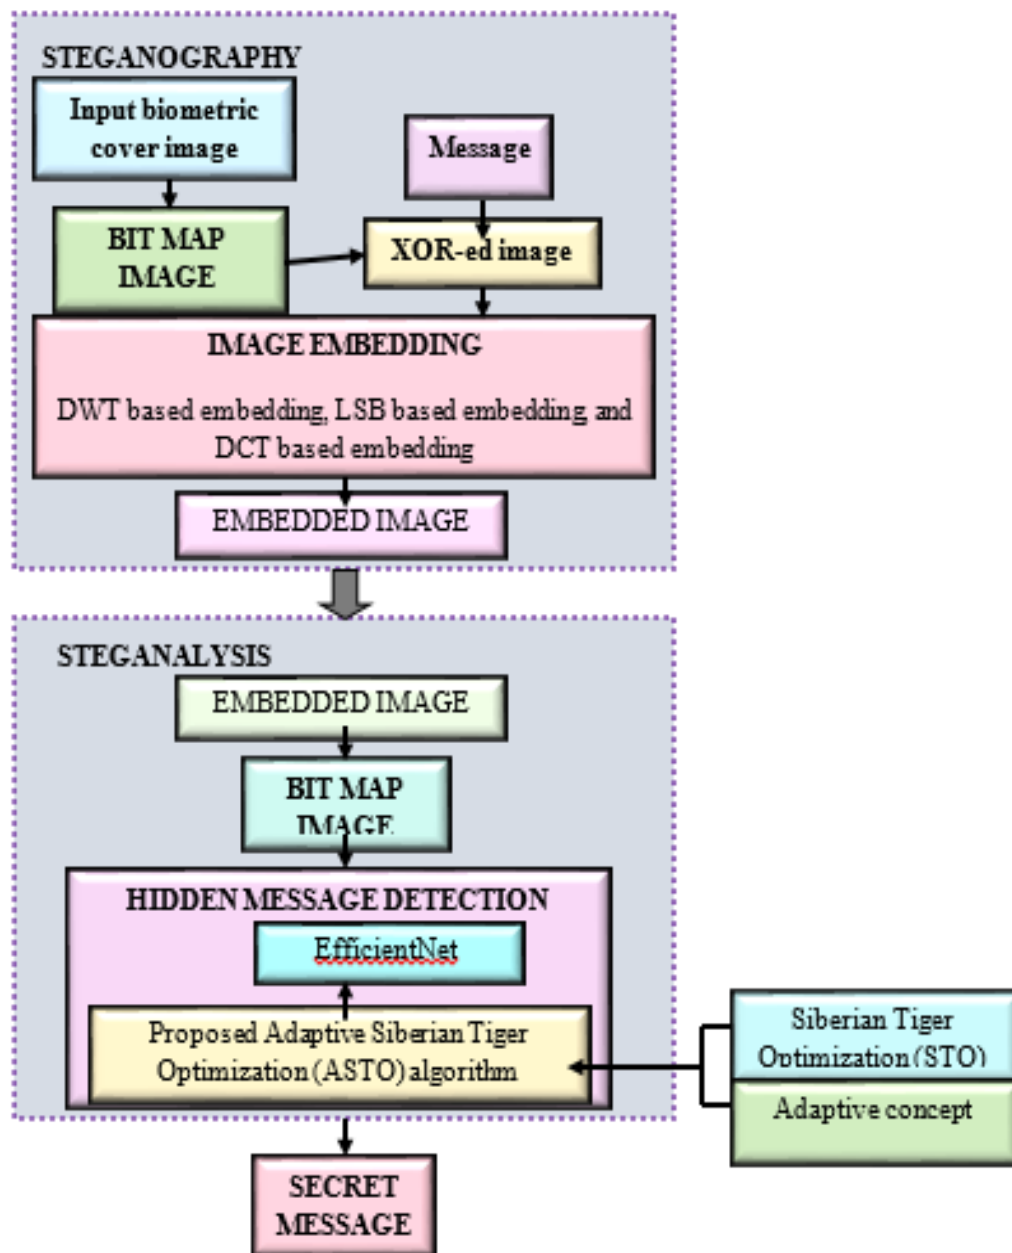 STEGANOGRAPHY
Input biometric
cover image
Message
BIT MAP
IMAGE
XOR-ed image
IMAGE EMBEDDING
DWT based embedding, LSB based embedding, and
DCT based embedding
EMBEDDED IMAGE
STEGANALYSIS
EMBEDDED IMAGE
BIT MAP
IMAGE
HIDDEN MESSAGE DETECTION
EfficientNet
Proposed Adaptive Siberian Tiger
Optimization (ASTO) algorithm
Siberian Tiger
Optimization (STO)
Adaptive concept
SECRET
MESSAGE